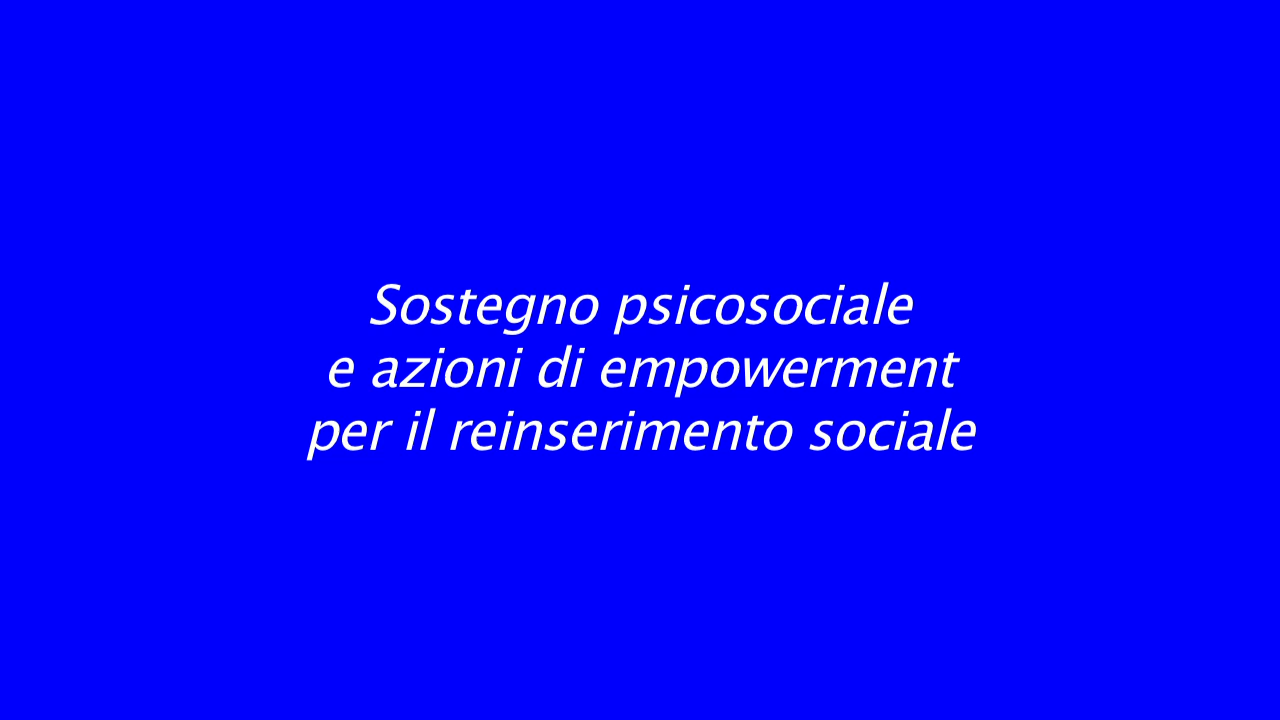 Sostegno psicosociale
e azioni di empowerment
per il reinserimento sociale